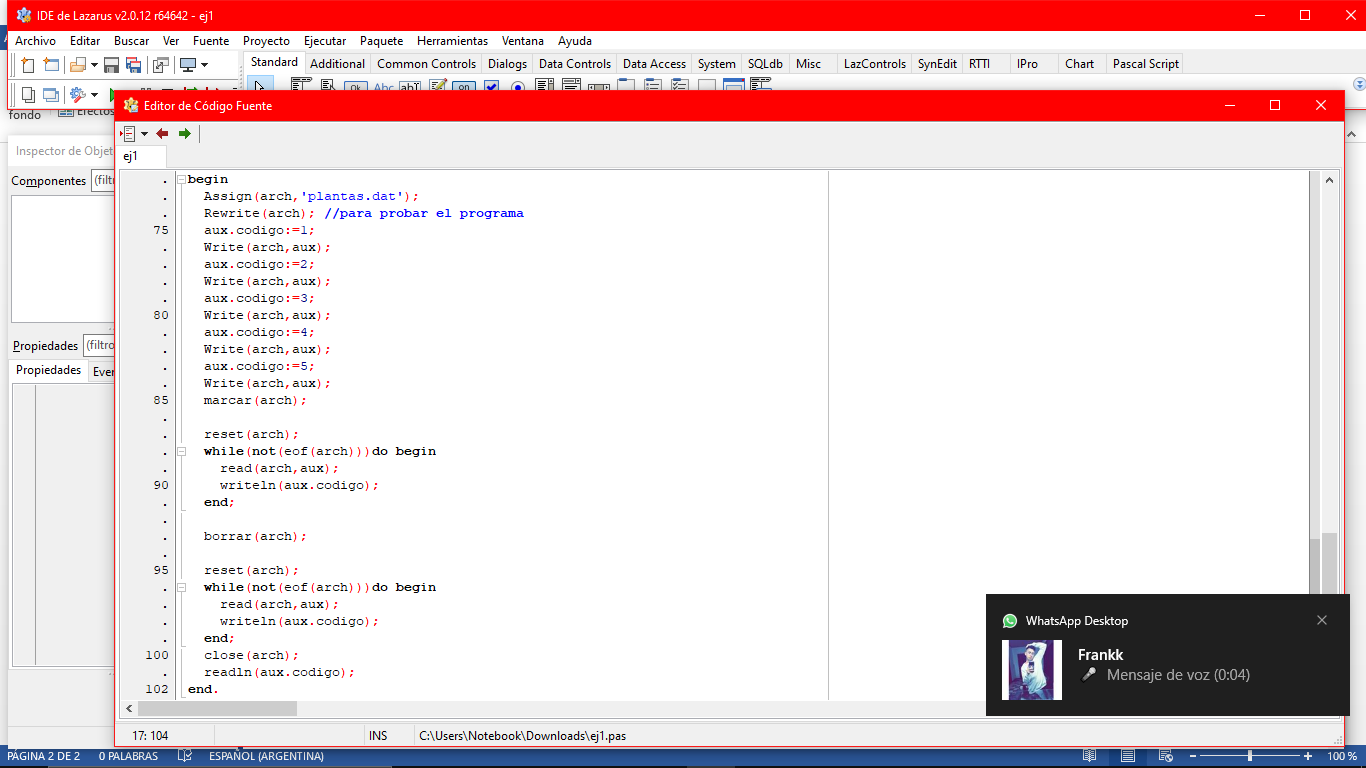 IDE de Lazarus v2.0.12 r64642 - ej1
Archivo Editar Buscar Ver Fuente Proyecto Ejecutar Paquete Herramientas Ventana Ayuda
Standard Additional Common Controls Dialogs Data Controls Data Access System SQLdb Misc LazControls SynEdit RTTI IPro Chart Pascal Script
Editor de Código Fuente
fondo Efectos
Inspector de Objet
ej1
Componentes (filtr
Propiedades (filtro
Propiedades Ever
. begin
. Assign(arch,'plantas.dat');
. Rewrite(arch); //para probar el programa
75 aux.codigo:=1;
. Write(arch,aux);
. aux.codigo:=2;
. Write(arch,aux);
. aux.codigo:=3;
80 Write(arch,aux);
. aux.codigo:=4;
. Write(arch,aux);
. aux.codigo:=5;
. Write(arch,aux);
85 marcar(arch);
.
. reset(arch);
. while(not(eof(arch)))do begin
. read(arch,aux);
90 writeln(aux.codigo);
. end;
.
. borrar(arch);
.
95 reset(arch);
. while(not(eof(arch)))do begin
. read(arch,aux);
. writeln(aux.codigo);
. end;
100 close(arch);
. readln(aux.codigo);
102 end.
WhatsApp Desktop
Frankk
Mensaje de voz (0:04)
17: 104 INS C:\Users\Notebook\Downloads\ej1.pas
PÁGINA 2 DE 2 0 PALABRAS ESPAÑOL (ARGENTINA) 100 %